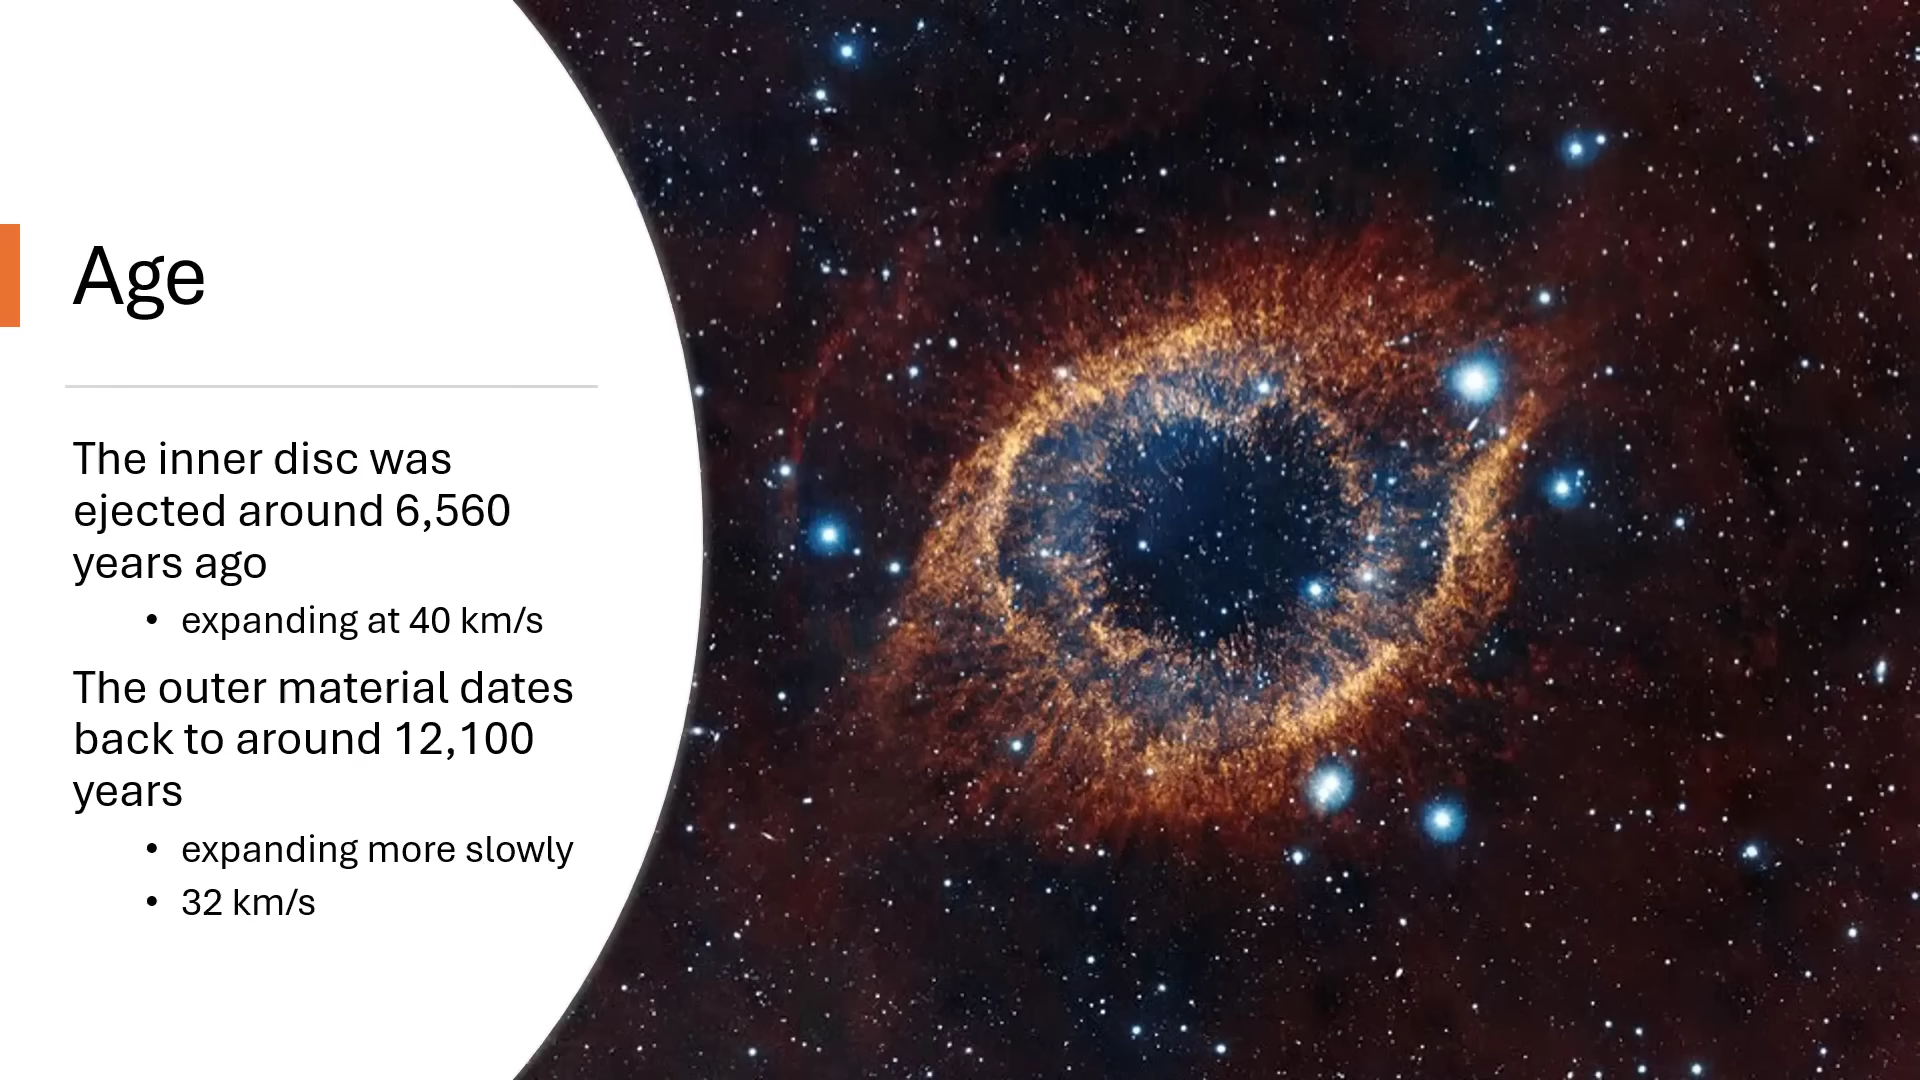 Age
The inner disc was
ejected around 6,560
years ago
• expanding at 40 km/s
The outer material dates
back to around 12,100
years
• expanding more slowly
• 32 km/s